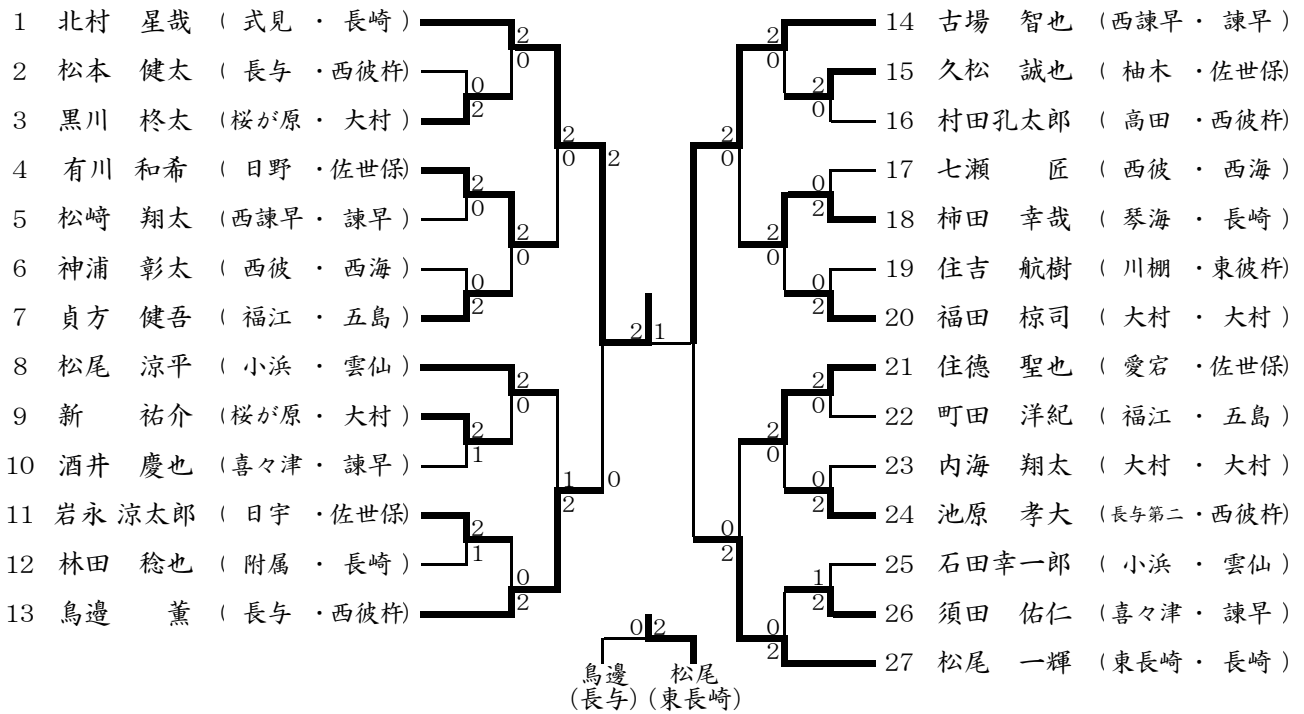 1 北村 星哉 ( 式見 ・ 長崎 )
2 松本 健太 ( 長与 ・西彼杵)
3 黒川 柊太 (桜が原 ・ 大村 )
4 有川 和希 ( 日野 ・佐世保)
5 松﨑 翔太 (西諫早 ・ 諫早 )
6 神浦 彰太 ( 西彼 ・ 西海 )
7 貞方 健吾 ( 福江 ・ 五島 )
8 松尾 涼平 ( 小浜 ・ 雲仙 )
9 新 祐介 (桜が原 ・ 大村 )
10 酒井 慶也 (喜々津 ・ 諫早 )
11 岩永 涼太郎 ( 日宇 ・佐世保)
12 林田 稔也 ( 附属 ・ 長崎 )
13 鳥邊 薫 ( 長与 ・西彼杵)
2
0
0
2
2
0
2
0
0
2
2
0
2
0
2
1
2
1
0
2
2
0
1
2
2
0
2 1
0 2
鳥邊 松尾
(長与) (東長崎)
2
0
2
0
0
2
2
0
0
2
2
0
2
0
0
2
1
2
0
2
2
0
0
2
14 古場 智也 (西諫早 ・ 諫早 )
15 久松 誠也 ( 柚木 ・佐世保)
16 村田孔太郎 ( 高田 ・西彼杵)
17 七瀬 匠 ( 西彼 ・ 西海 )
18 柿田 幸哉 ( 琴海 ・ 長崎 )
19 住吉 航樹 ( 川棚 ・東彼杵)
20 福田 椋司 ( 大村 ・ 大村 )
21 住德 聖也 ( 愛宕 ・佐世保)
22 町田 洋紀 ( 福江 ・ 五島 )
23 内海 翔太 ( 大村 ・ 大村 )
24 池原 孝大 (長与第二 ・西彼杵)
25 石田幸一郎 ( 小浜 ・ 雲仙 )
26 須田 佑仁 (喜々津 ・ 諫早 )
27 松尾 一輝 (東長崎 ・ 長崎 )